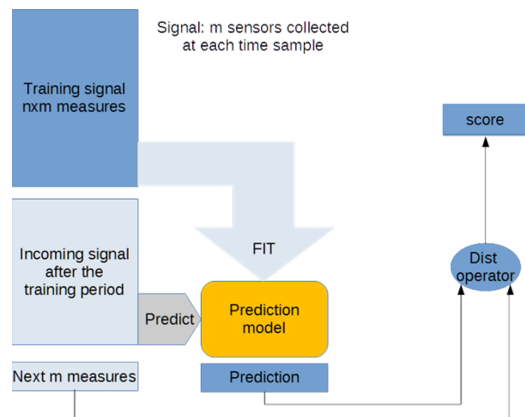 Signal: m sensors collected
at each time sample
Training signal
nxm measures
score
Incoming signal
after the
training period
FIT
Dist
operator
Predict
Prediction
model
Next m measures
Prediction